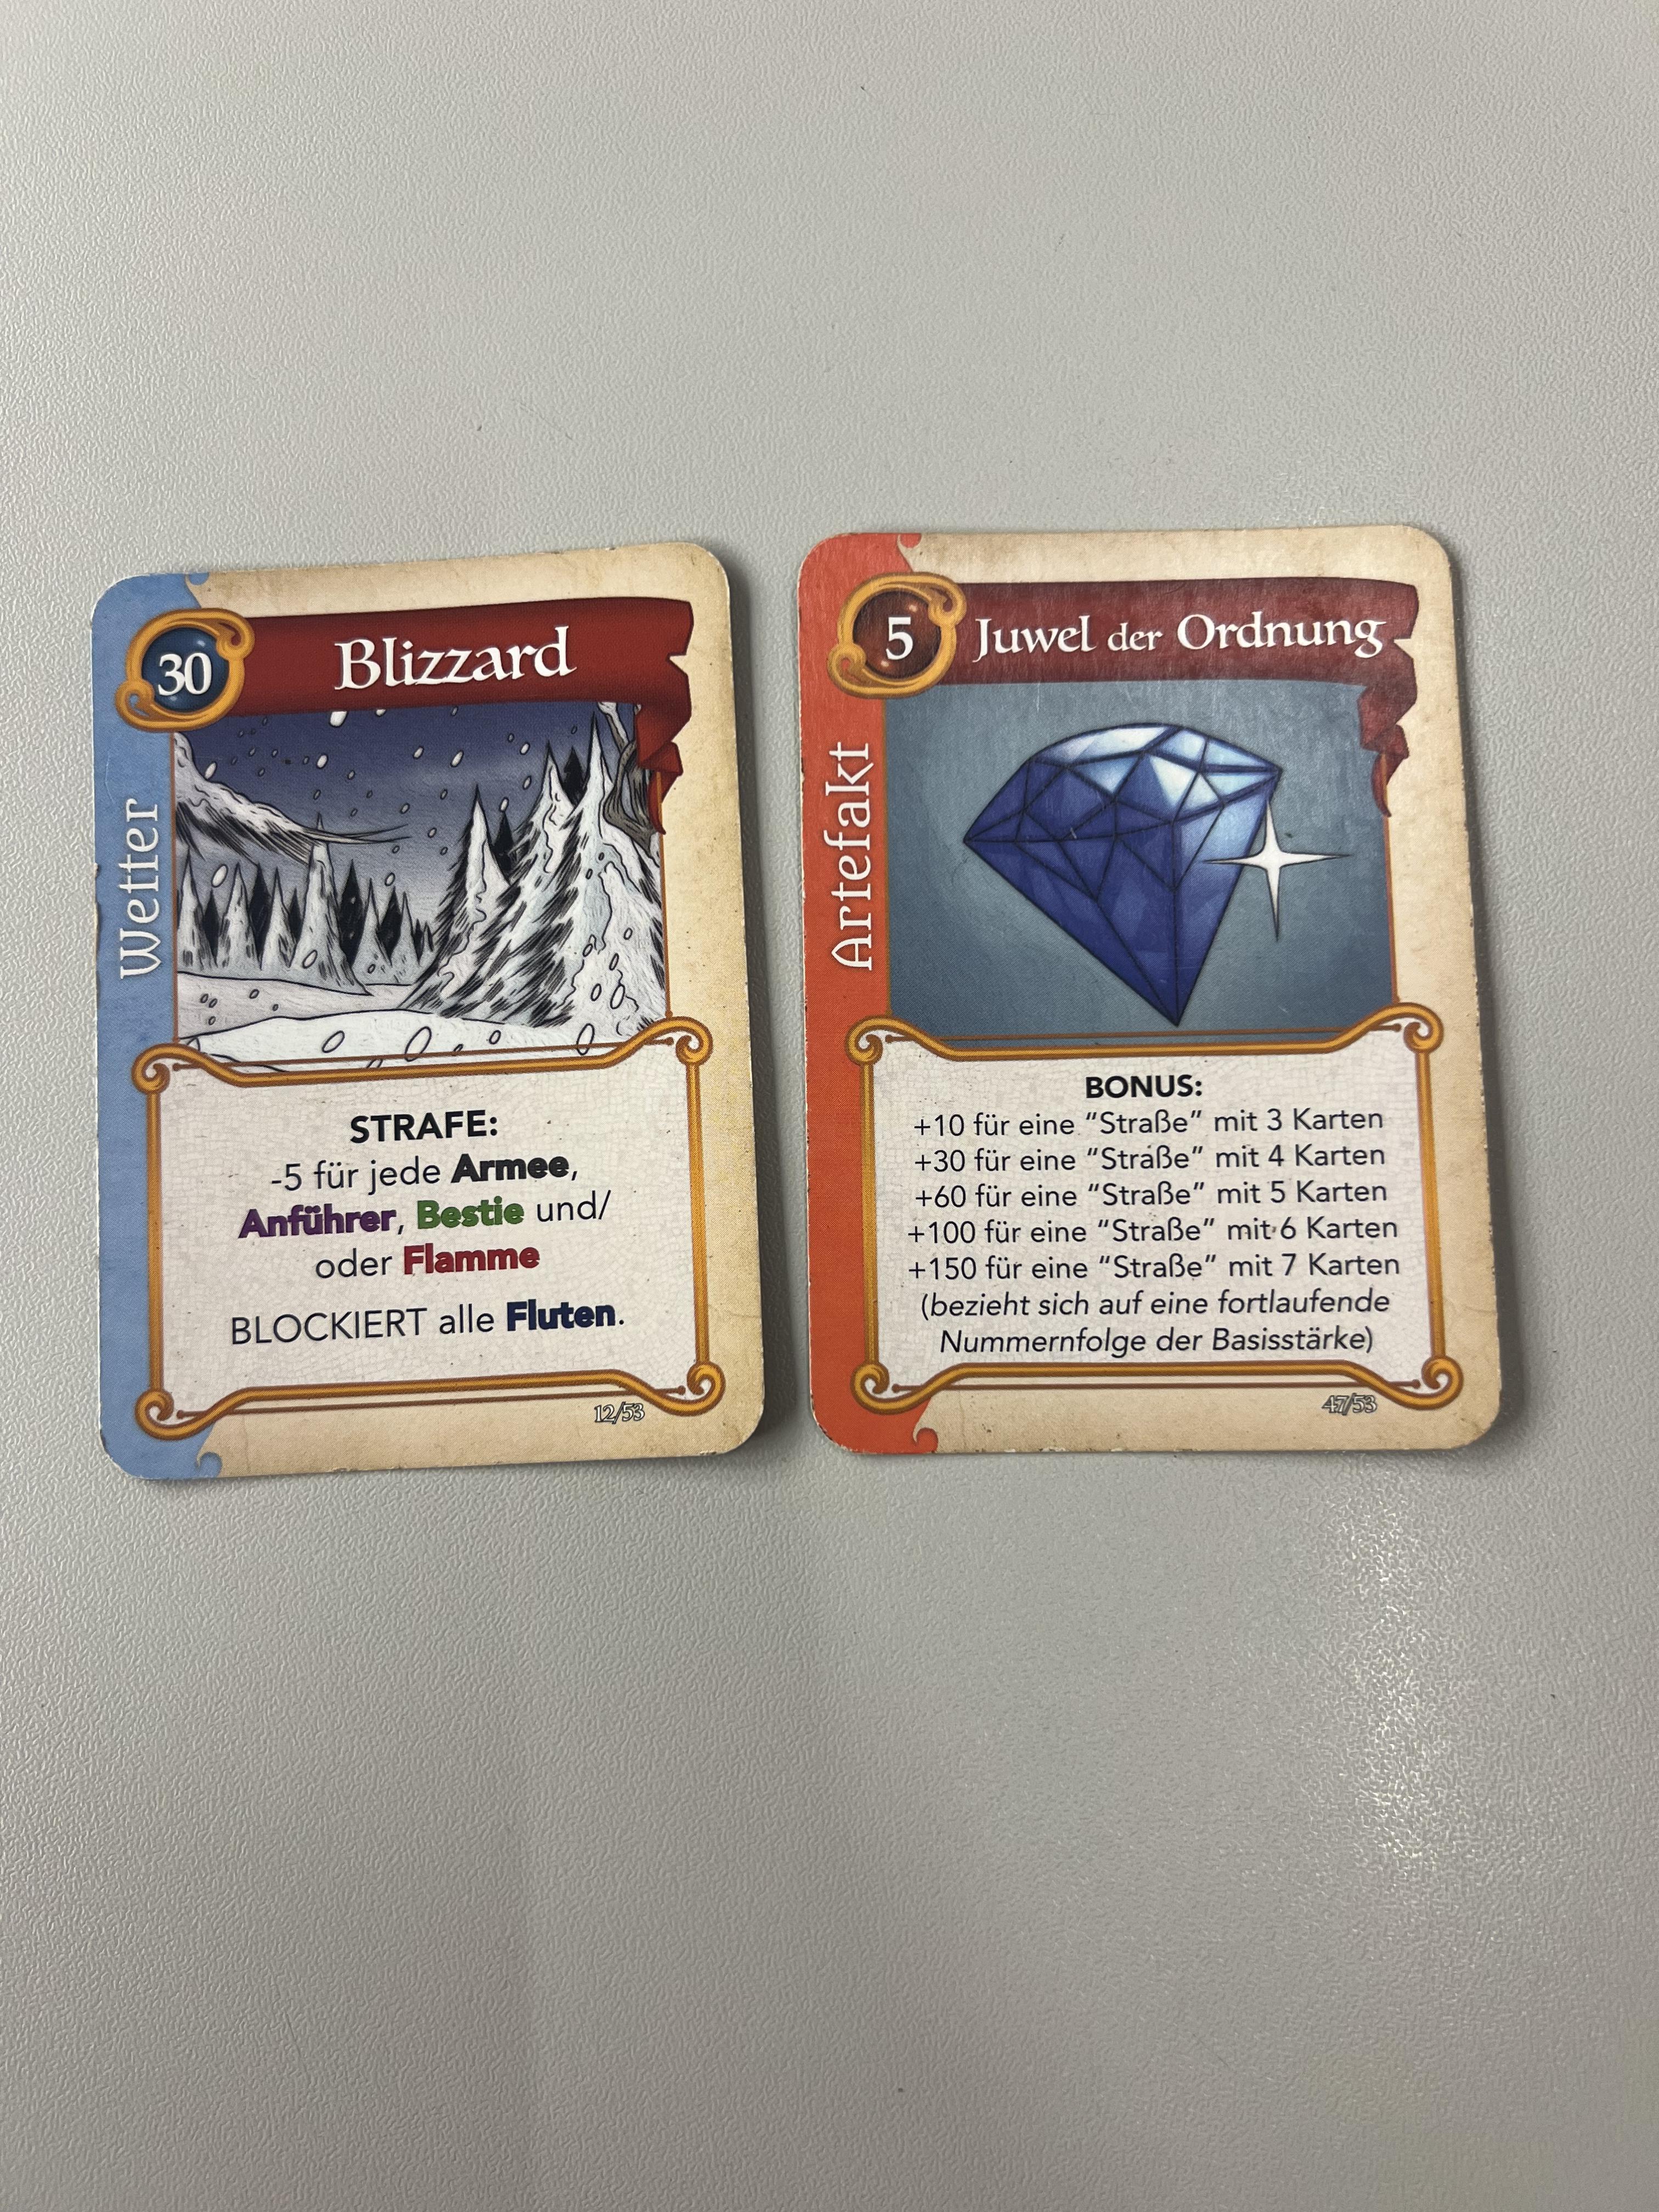 Wetter
30
Blizzard
STRAFE:
-5 für jede Armee,
Anführer, Bestie und/
oder Flamme
BLOCKIERT alle Fluten.
12/53
Artefakt
5
Juwel der Ordnung
BONUS:
+10 für eine "Straße" mit 3 Karten
+30 für eine "Straße" mit 4 Karten
+60 für eine "Straße" mit 5 Karten
+100 für eine "Straße" mit 6 Karten
+150 für eine "Straße" mit 7 Karten
(bezieht sich auf eine fortlaufende
Nummernfolge der Basisstärke)
47/53